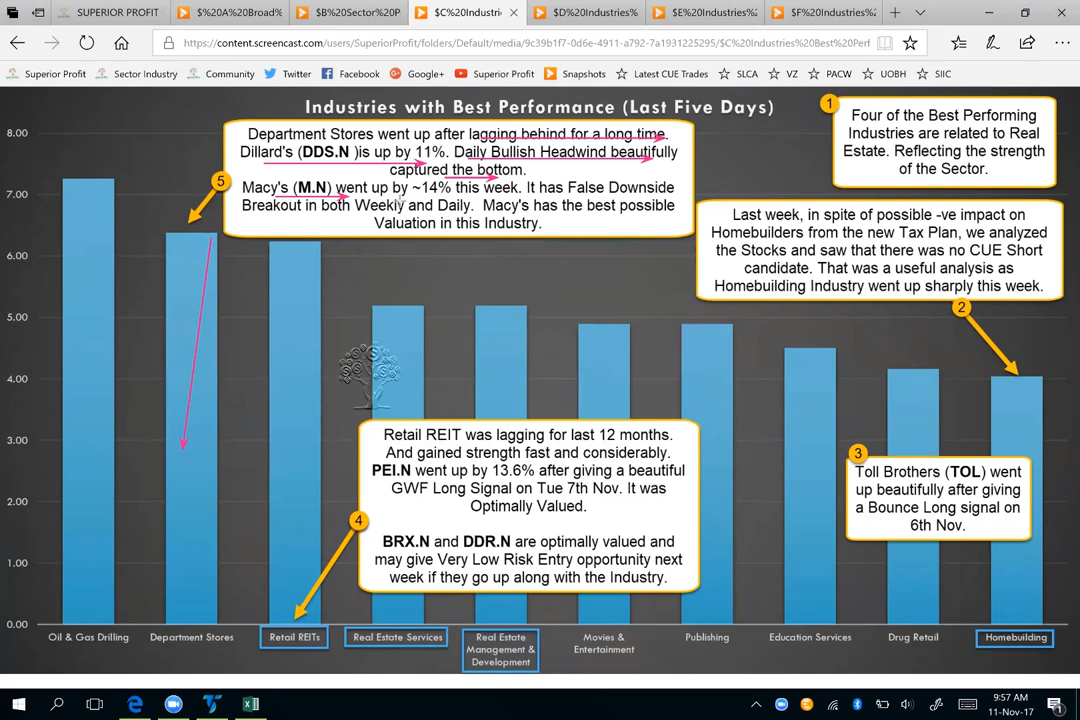 SUPERIOR PROFIT
$%20A%20Broad%
$%20B%20Sector%20P
$%20C%20Industri
$%20D%20Industries%
$%20E%20Industries%2
$%20F%20Industries%2
https://content.screencast.com/users/SuperiorProfit/folders/Default/media/9c39b1f7-0d6e-4911-a792-7a1931225295/$%20C%20Industries%20Best%20Perf
Superior Profit
Sector Industry
Community
Twitter
Facebook
Google+
Superior Profit
Snapshots
Latest CUE Trades
SLCA
VZ
PACW
UOBH
SIIC
Industries with Best Performance (Last Five Days)
8.00
7.00
6.00
5.00
4.00
3.00
2.00
1.00
0.00
5
Department Stores went up after lagging behind for a long time.
Dillard's (DDS.N )is up by 11%. Daily Bullish Headwind beautifully
captured the bottom.
Macy's (M.N) went up by ~14% this week. It has False Downside
Breakout in both Weekly and Daily. Macy's has the best possible
Valuation in this Industry.
1
Four of the Best Performing
Industries are related to Real
Estate. Reflecting the strength
of the Sector.
Last week, in spite of possible -ve impact on
Homebuilders from the new Tax Plan, we analyzed
the Stocks and saw that there was no CUE Short
candidate. That was a useful analysis as
Homebuilding Industry went up sharply this week.
2
4
Retail REIT was lagging for last 12 months.
And gained strength fast and considerably.
PEI.N went up by 13.6% after giving a beautiful
GWF Long Signal on Tue 7th Nov. It was
Optimally Valued.
BRX.N and DDR.N are optimally valued and
may give Very Low Risk Entry opportunity next
week if they go up along with the Industry.
3
Toll Brothers (TOL) went
up beautifully after giving
a Bounce Long signal on
6th Nov.
Oil & Gas Drilling
Department Stores
Retail REITs
Real Estate Services
Real Estate
Management &
Development
Movies &
Entertainment
Publishing
Education Services
Drug Retail
Homebuilding
9:57 AM
11-Nov-17
1